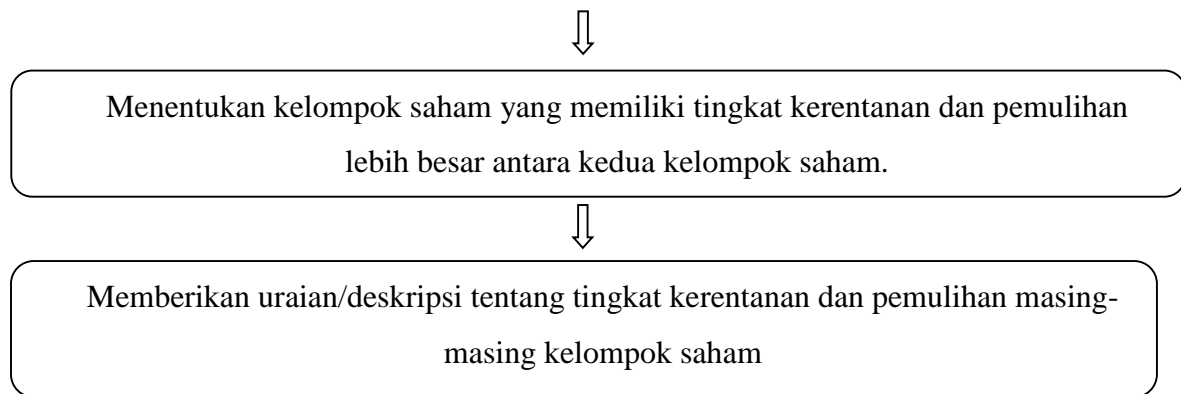 Menentukan kelompok saham yang memiliki tingkat kerentanan dan pemulihan
lebih besar antara kedua kelompok saham.
Memberikan uraian/deskripsi tentang tingkat kerentanan dan pemulihan masing-
masing kelompok saham